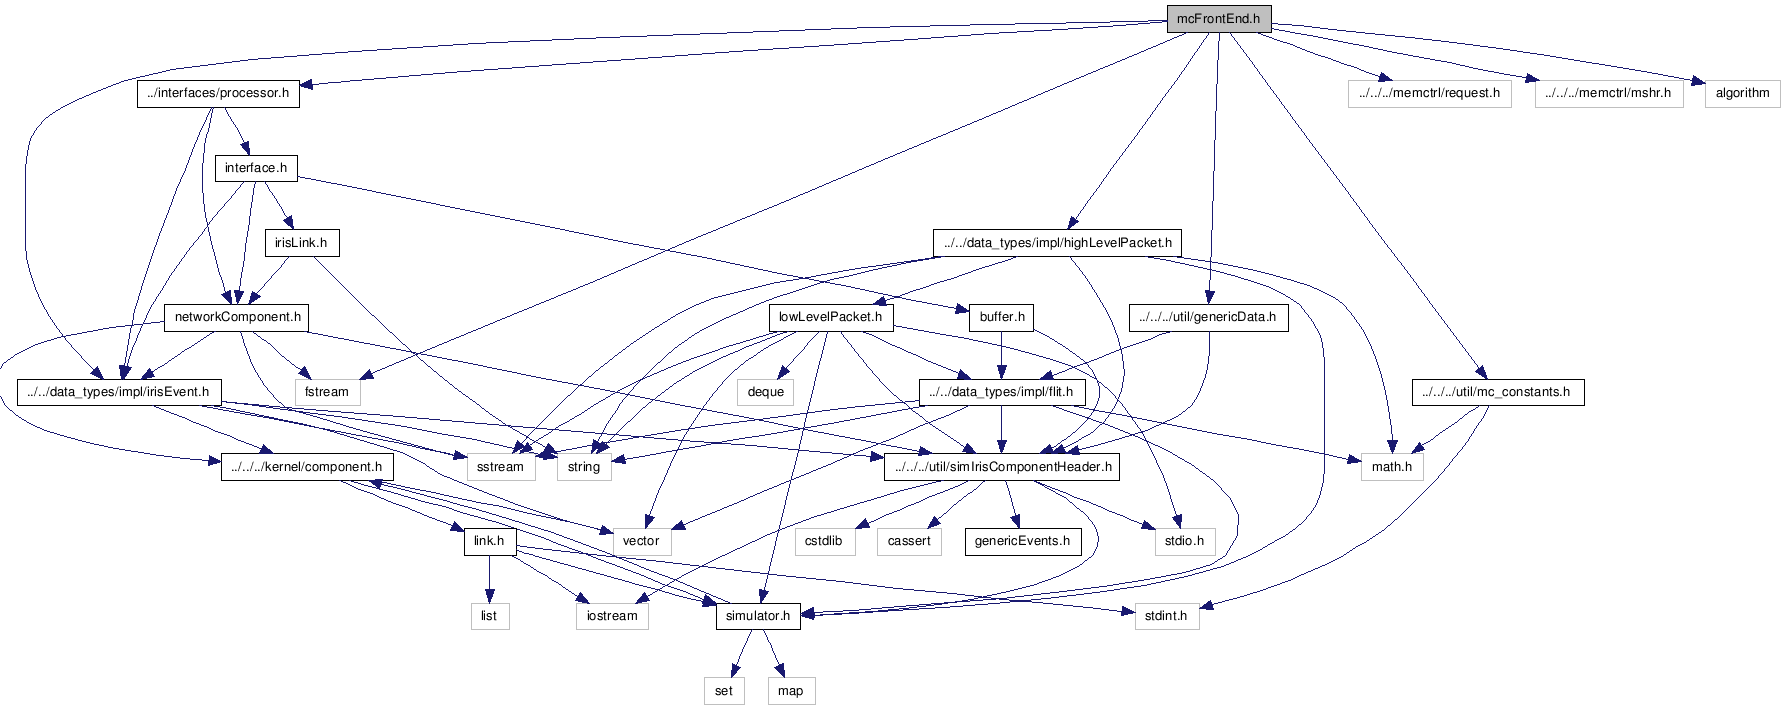 mcFrontEnd.h
../interfaces/processor.h
../../../memctrl/request.h
../../../memctrl/mshr.h
algorithm
interface.h
irisLink.h
../../data_types/impl/highLevelPacket.h
networkComponent.h
lowLevelPacket.h
buffer.h
../../../util/genericData.h
../../data_types/impl/irisEvent.h
fstream
deque
../../data_types/impl/flit.h
../../../util/mc_constants.h
../../../kernel/component.h
sstream
string
../../../util/simIrisComponentHeader.h
math.h
link.h
vector
cstdlib
cassert
genericEvents.h
stdio.h
list
iostream
simulator.h
stdint.h
set
map